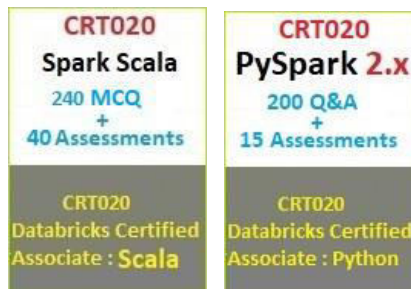 CRT020
Spark Scala
240 MCQ
+
40 Assessments
CRT020
Databricks Certified
Associate : Scala
CRT020
PySpark 2.x
200 Q&A
+
15 Assessments
CRT020
Databricks Certified
Associate : Python